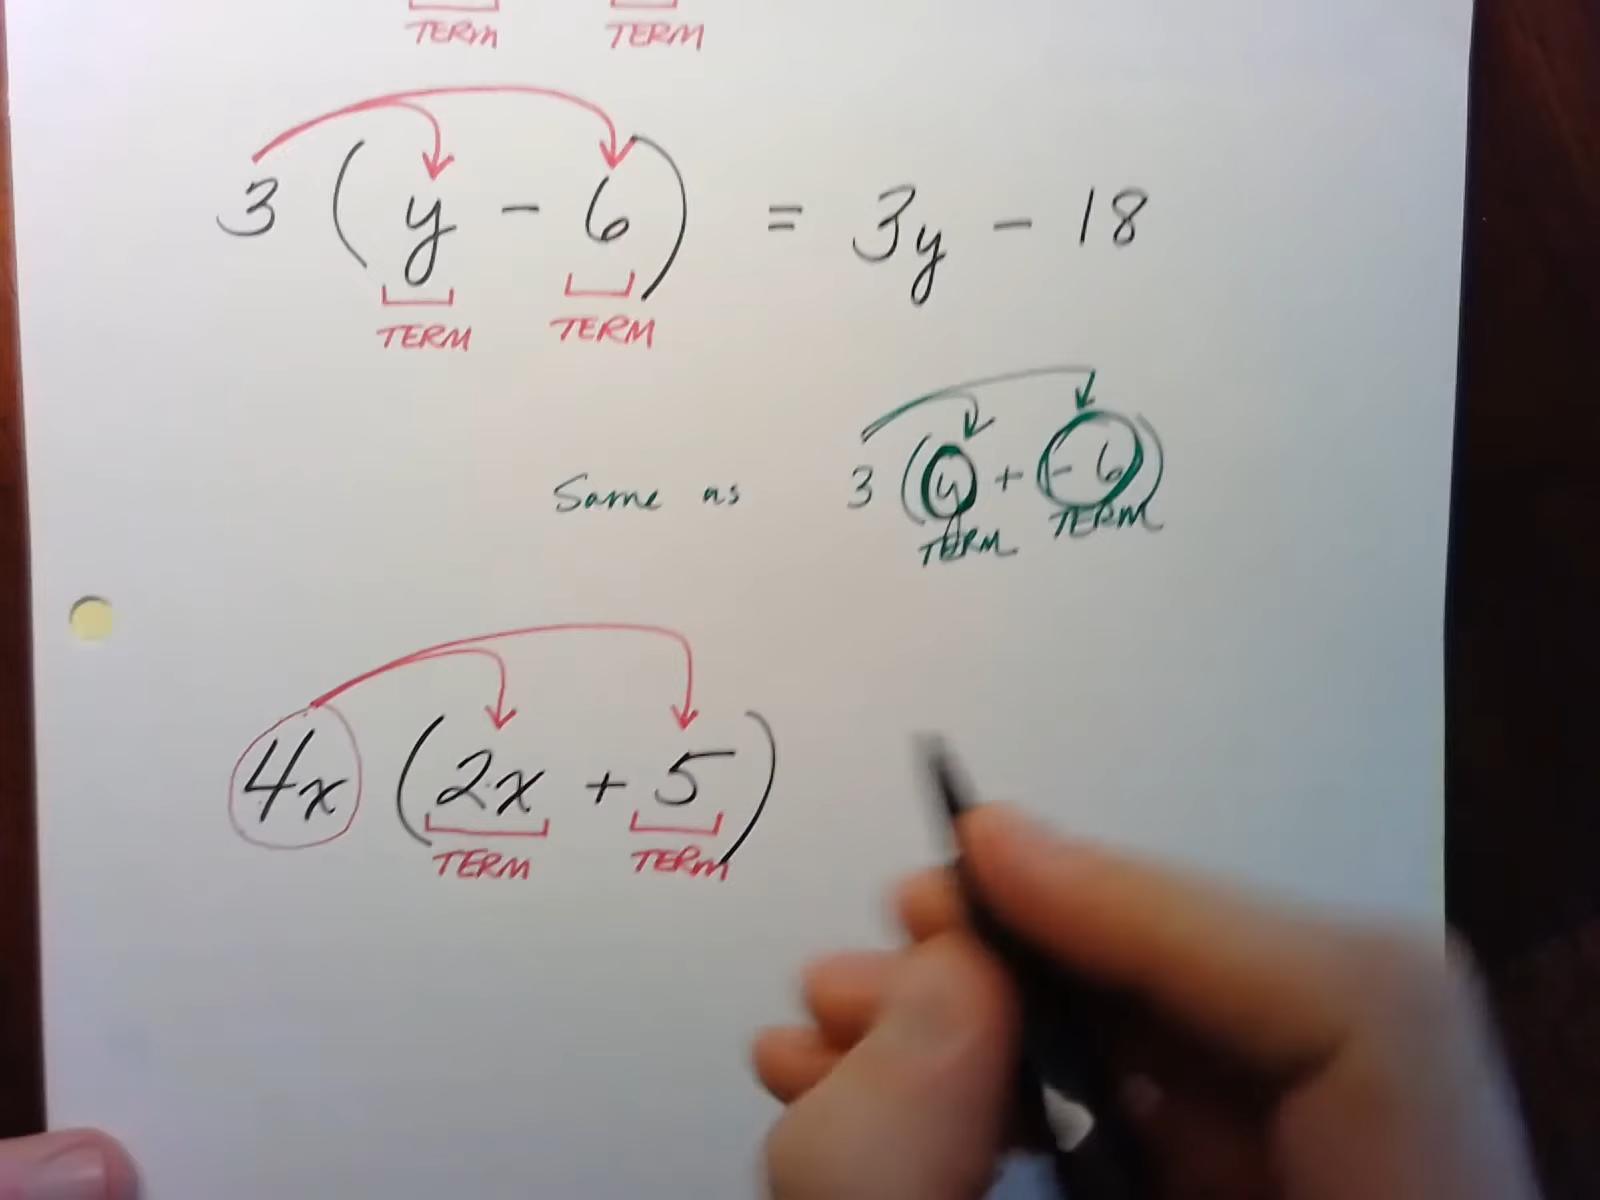 TERM TERM
3 (y - 6) = 3y - 18
TERM TERM
Same as 3 (y + -6)
TERM TERM
4x (2x + 5)
TERM TERM